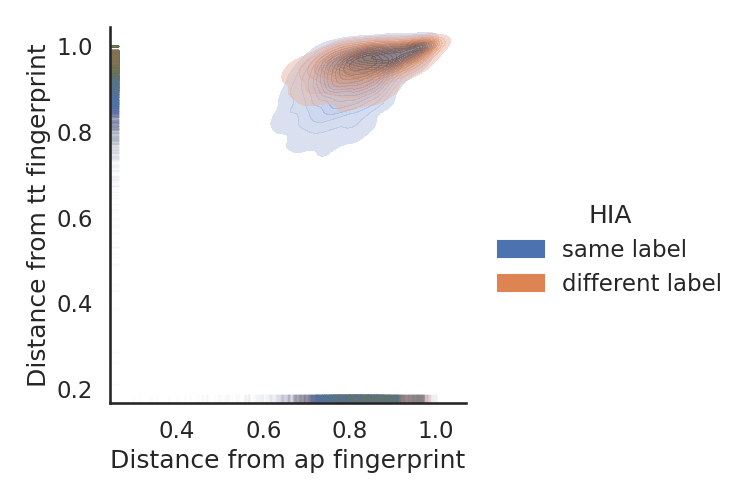 1.0
0.8
0.6
0.4
0.2
Distance from tt fingerprint
0.4 0.6 0.8 1.0
Distance from ap fingerprint
HIA
same label
different label